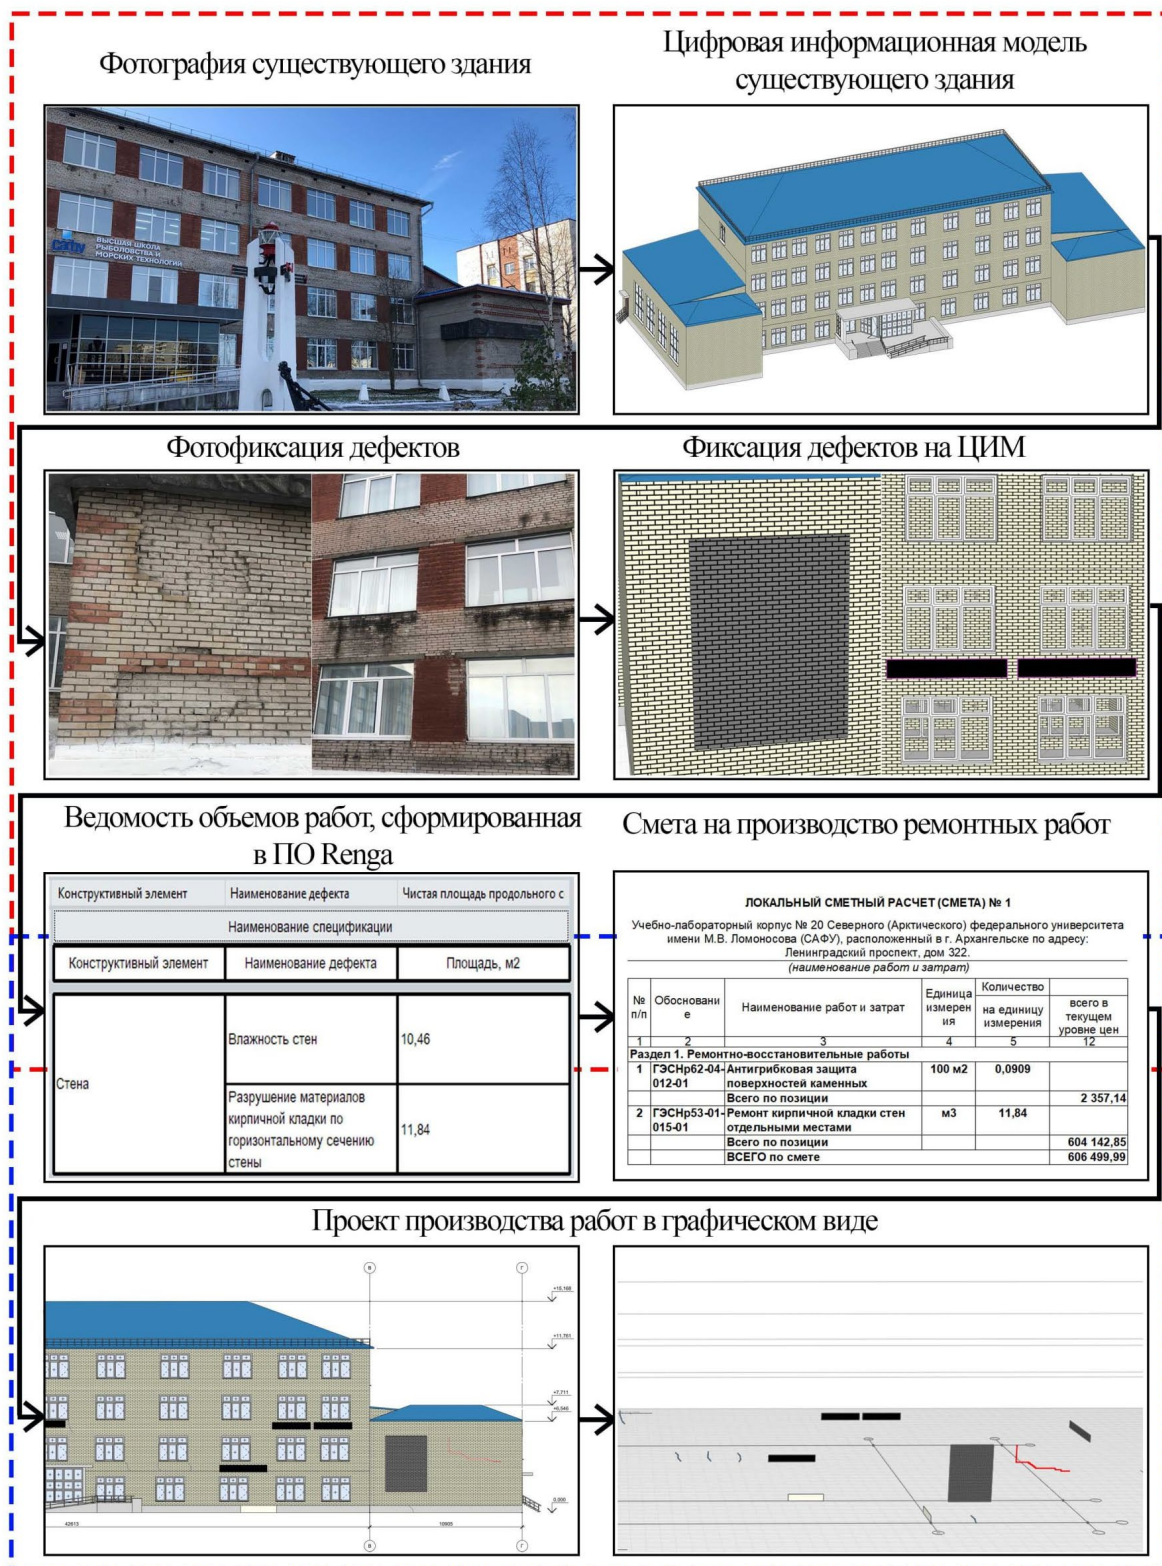 Фотография существующего здания
Цифровая информационная модель
существующего здания
САФУ
ВЫСШАЯ ШКОЛА
РЫБОЛОВСТВА И
МОРСКИХ ТЕХНОЛОГИЙ
Фотофиксация дефектов
Фиксация дефектов на ЦИМ
Ведомость объемов работ, сформированная
в ПО Renga
Конструктивный элемент
Наименование дефекта
Чистая площадь продольного с
Наименование спецификации
Конструктивный элемент
Наименование дефекта
Площадь, м2
Стена
Влажность стен
10,46
Разрушение материалов
кирпичной кладки по
горизонтальному сечению
стены
11,84
Смета на производство ремонтных работ
ЛОКАЛЬНЫЙ СМЕТНЫЙ РАСЧЕТ (СМЕТА) № 1
Учебно-лабораторный корпус № 20 Северного (Арктического) федерального университета
имени М.В. Ломоносова (САФУ), расположенный в г. Архангельске по адресу:
Ленинградский проспект, дом 322.
(наименование работ и затрат)
№
п/п
Обосновани
е
Наименование работ и затрат
Единица
измерен
ия
Количество
на единицу
измерения
всего в
текущем
уровне цен
1 2 3 4 5 12
Раздел 1. Ремонтно-восстановительные работы
1 ГЭСНр62-04- Антигрибковая защита 100 м2 0,0909
012-01 поверхностей каменных
Всего по позиции 2 357,14
2 ГЭСНр53-01- Ремонт кирпичной кладки стен м3 11,84
015-01 отдельными местами
Всего по позиции 604 142,85
ВСЕГО по смете 606 499,99
Проект производства работ в графическом виде
В
Г
+15,168
+11,761
+7,711
+6,546
0,000
42613
10905
В
Г